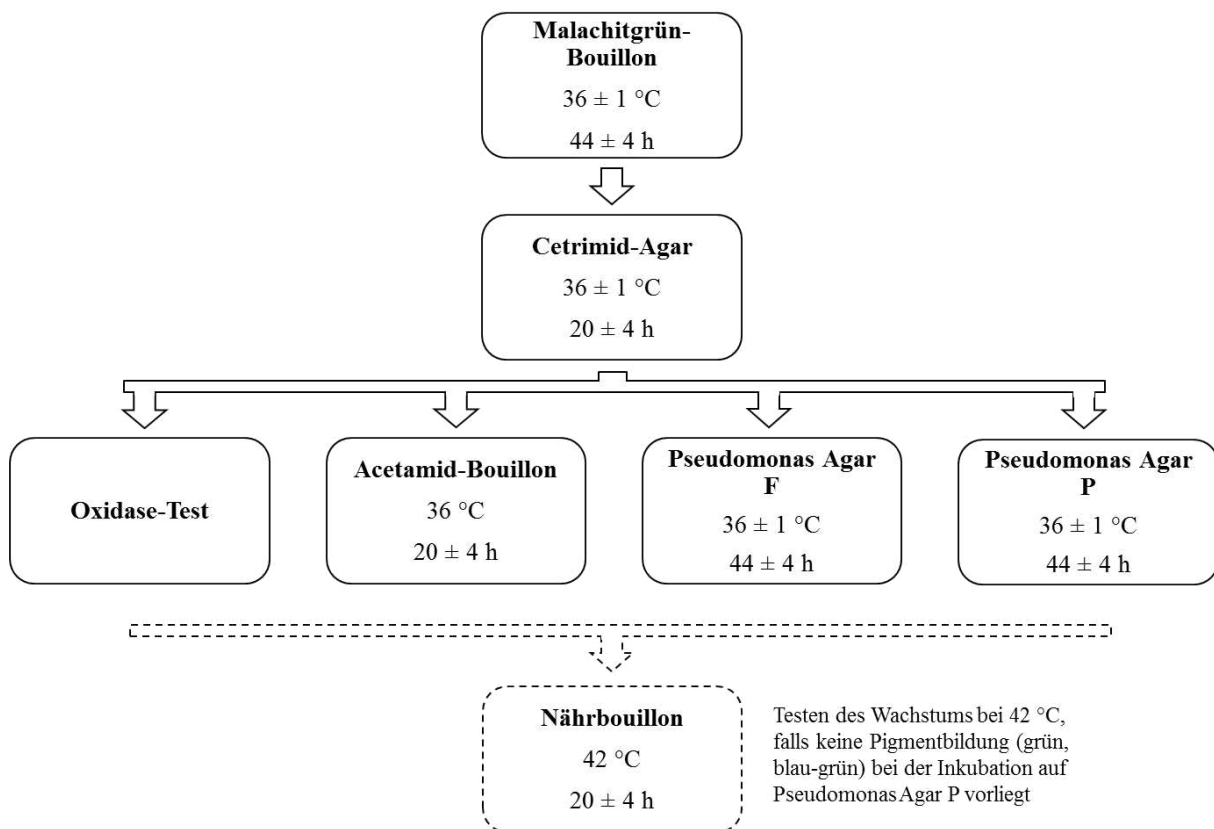 Malachitgrün-
Bouillon
36 ± 1 °C
44 ± 4 h
Cetrimid-Agar
36 ± 1 °C
20 ± 4 h
Oxidase-Test
Acetamid-Bouillon
36 °C
20 ± 4 h
Pseudomonas Agar
F
36 ± 1 °C
44 ± 4 h
Pseudomonas Agar
P
36 ± 1 °C
44 ± 4 h
Nährbouillon
42 °C
20 ± 4 h
Testen des Wachstums bei 42 °C,
falls keine Pigmentbildung (grün,
blau-grün) bei der Inkubation auf
Pseudomonas Agar P vorliegt